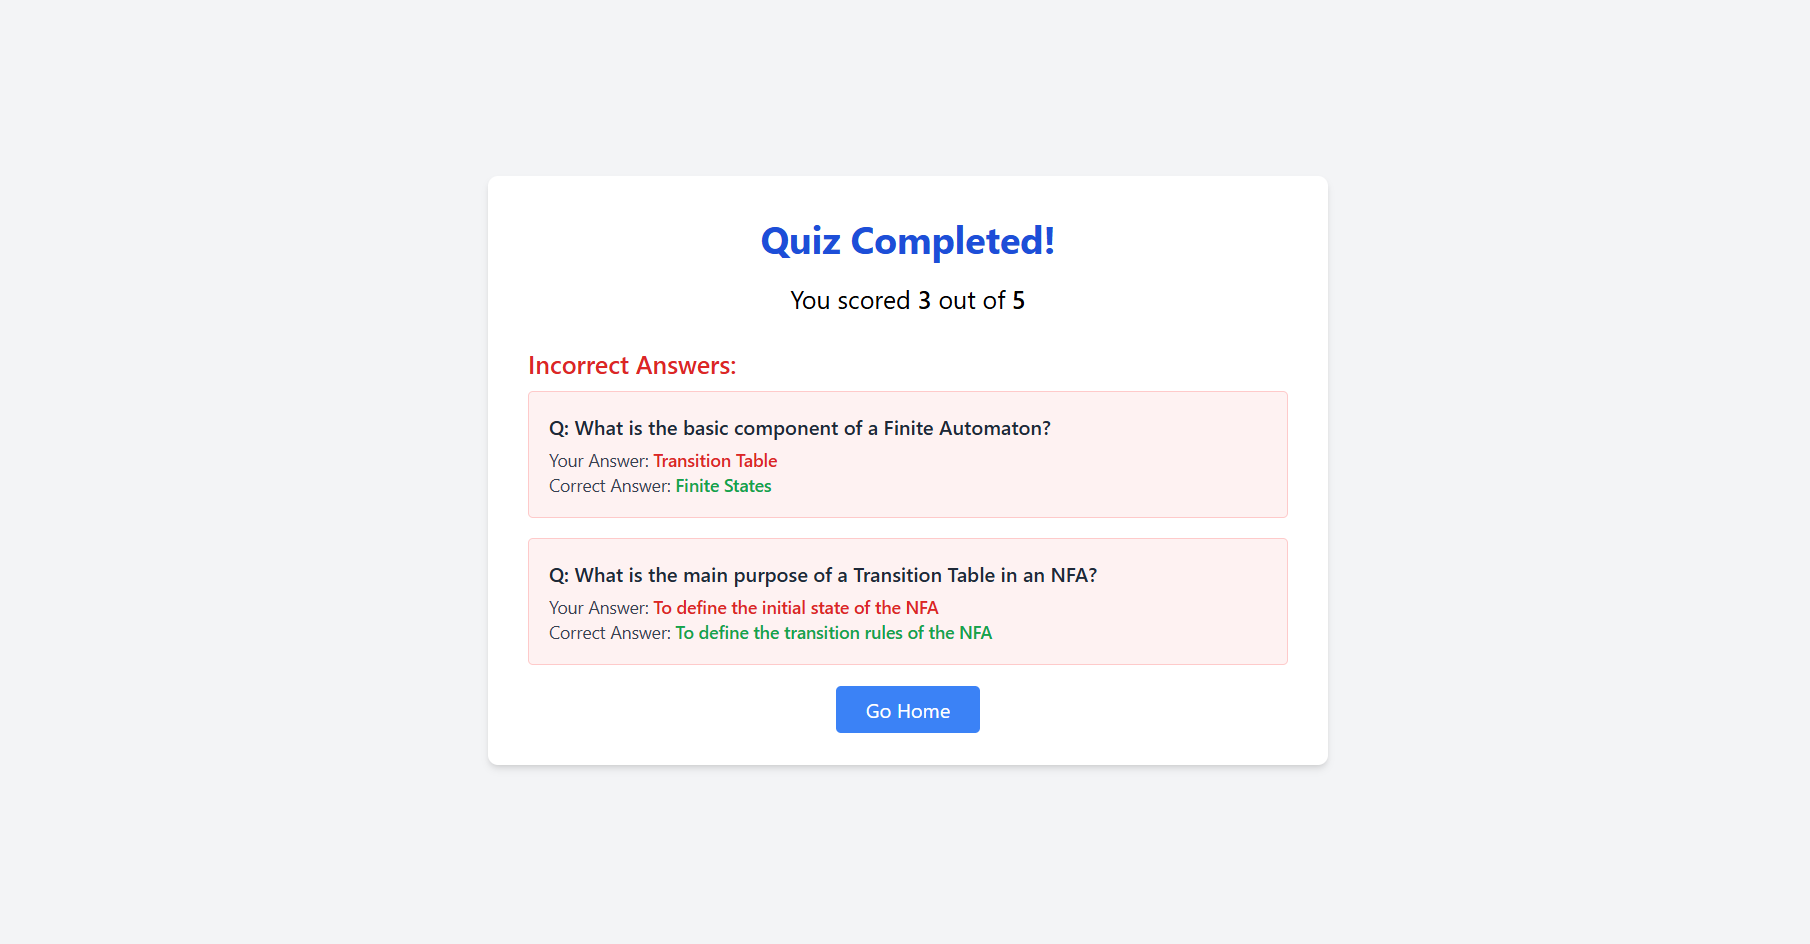 Quiz Completed!
You scored 3 out of 5
Incorrect Answers:
Q: What is the basic component of a Finite Automaton?
Your Answer: Transition Table
Correct Answer: Finite States
Q: What is the main purpose of a Transition Table in an NFA?
Your Answer: To define the initial state of the NFA
Correct Answer: To define the transition rules of the NFA
Go Home